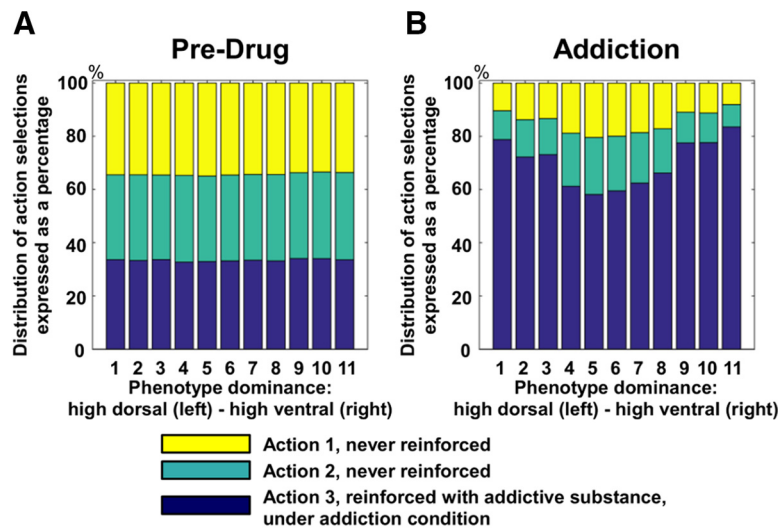 A
Pre-Drug
%
Distribution of action selections
expressed as a percentage
100
80
60
40
20
0
1 2 3 4 5 6 7 8 9 10 11
Phenotype dominance:
high dorsal (left) - high ventral (right)
B
Addiction
%
Distribution of action selections
expressed as a percentage
100
80
60
40
20
0
1 2 3 4 5 6 7 8 9 10 11
Phenotype dominance:
high dorsal (left) - high ventral (right)
Action 1, never reinforced
Action 2, never reinforced
Action 3, reinforced with addictive substance,
under addiction condition